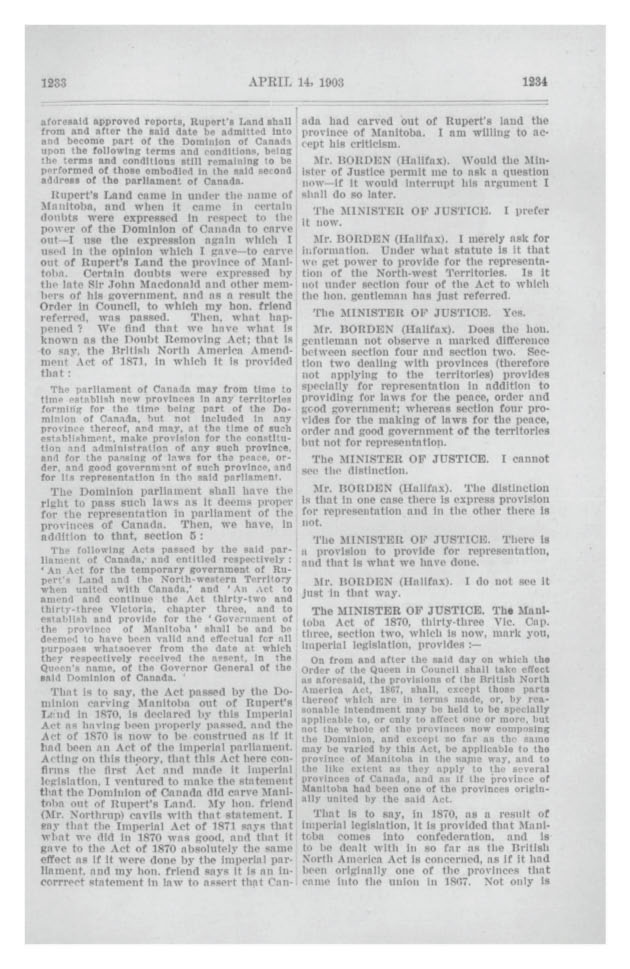 1233
APRIL 14, 1903
1234
aforesaid approved reports, Rupert's Land shall
from and after the said date be admitted into
and become part of the Dominion of Canada
upon the following terms and conditions, being
the terms and conditions still remaining to be
performed of those embodied in the said second
address of the parliament of Canada.
Rupert's Land came in under the name of
Manitoba, and when it came in certain
doubts were expressed in respect to the
power of the Dominion of Canada to carve
out—I use the expression again which I
used in the opinion which I gave—to carve
out of Rupert's Land the province of Mani-
toba. Certain doubts were expressed by
the late Sir John Macdonald and other mem-
bers of his government, and as a result the
Order in Council, to which my hon. friend
referred, was passed. Then, what hap-
pened ? We find that we have what is
known as the Doubt Removing Act; that is
to say, the British North America Amend-
ment Act of 1871, in which it is provided
that :
The parliament of Canada may from time to
time establish new provinces in any territories
forming for the time being part of the Do-
minion of Canada, but not included in any
province thereof, and may, at the time of such
establishment, make provision for the constitu-
tion and administration of any such province,
and for the passing of laws for the peace, or-
der, and good government of such province, and
for its representation in the said parliament.
The Dominion parliament shall have the
right to pass such laws as it deems proper
for the representation in parliament of the
provinces of Canada. Then, we have, in
addition to that, section 5 :
The following Acts passed by the said par-
liament of Canada, and entitled respectively :
' An Act for the temporary government of Ru-
pert's Land and the North-western Territory
when united with Canada,' and ' An Act to
amend and continue the Act thirty-two and
thirty-three Victoria, chapter three, and to
establish and provide for the ' Government of
the province of Manitoba ' shall be and be
deemed to have been valid and effectual for all
purposes whatsoever from the date at which
they respectively received the assent, in the
Queen's name, of the Governor General of the
said Dominion of Canada. '
That is to say, the Act passed by the Do-
minion carving Manitoba out of Rupert's
Land in 1870, is declared by this Imperial
Act as having been properly passed, and the
Act of 1870 is now to be construed as if it
had been an Act of the imperial parliament.
Acting on this theory, that this Act here con-
firms the first Act and made it imperial
legislation, I ventured to make the statement
that the Dominion of Canada did carve Mani-
toba out of Rupert's Land. My hon. friend
(Mr. Northrup) cavils with that statement. I
say that the Imperial Act of 1871 says that
what we did in 1870 was good, and that it
gave to the Act of 1870 absolutely the same
effect as if it were done by the imperial par-
liament, and my hon. friend says it is an in-
corrrect statement in law to assert that Can-
ada had carved out of Rupert's land the
province of Manitoba. I am willing to ac-
cept his criticism.
Mr. BORDEN (Halifax). Would the Min-
ister of Justice permit me to ask a question
now—if it would interrupt his argument I
shall do so later.
The MINISTER OF JUSTICE. I prefer
it now.
Mr. BORDEN (Halifax). I merely ask for
information. Under what statute is it that
we get power to provide for the representa-
tion of the North-west Territories. Is it
not under section four of the Act to which
the hon. gentleman has just referred.
The MINISTER OF JUSTICE. Yes.
Mr. BORDEN (Halifax). Does the hon.
gentleman not observe a marked difference
between section four and section two. Sec-
tion two dealing with provinces (therefore
not applying to the territories) provides
specially for representation in addition to
providing for laws for the peace, order and
good government; whereas section four pro-
vides for the making of laws for the peace,
order and good government of the territories
but not for representation.
The MINISTER OF JUSTICE. I cannot
see the distinction.
Mr. BORDEN (Halifax). The distinction
is that in one case there is express provision
for representation and in the other there is
not.
The MINISTER OF JUSTICE. There is
a provision to provide for representation,
and that is what we have done.
Mr. BORDEN (Halifax). I do not see it
just in that way.
The MINISTER OF JUSTICE. The Mani-
toba Act of 1870, thirty-three Vic. Cap.
three, section two, which is now, mark you,
imperial legislation, provides :—
On from and after the said day on which the
Order of the Queen in Council shall take effect
as aforesaid, the provisions of the British North
America Act, 1867, shall, except those parts
thereof which are in terms made, or, by rea-
sonable intendment may be held to be specially
applicable to, or only to affect one or more, but
not the whole of the provinces now composing
the Dominion, and except so far as the same
may be varied by this Act, be applicable to the
province of Manitoba in the same way, and to
the like extent as they apply to the several
provinces of Canada, and as if the province of
Manitoba had been one of the provinces origin-
ally united by the said Act.
That is to say, in 1870, as a result of
imperial legislation, it is provided that Mani-
toba comes into confederation, and is
to be dealt with in so far as the British
North America Act is concerned, as if it had
been originally one of the provinces that
came into the union in 1867. Not only is